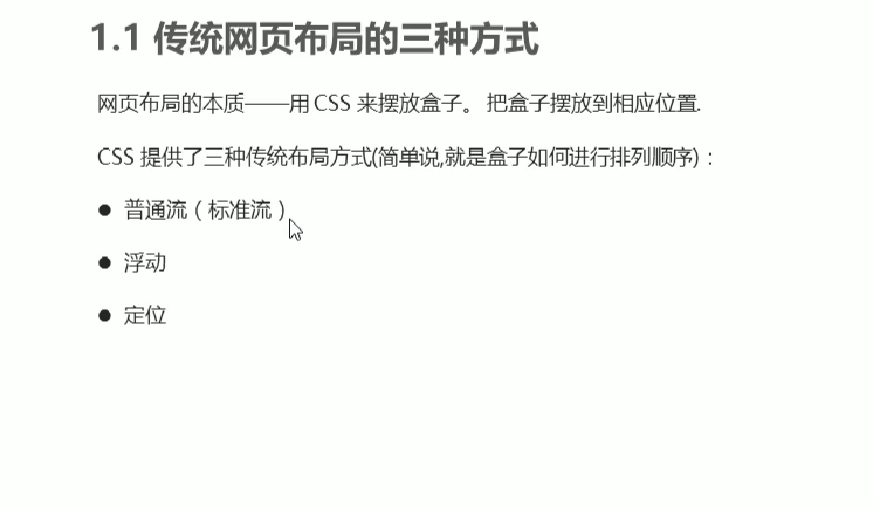 1.1 传统网页布局的三种方式
网页布局的本质——用 CSS 来摆放盒子。 把盒子摆放到相应位置.
CSS 提供了三种传统布局方式(简单说,就是盒子如何进行排列顺序)：
● 普通流（标准流）
● 浮动
● 定位